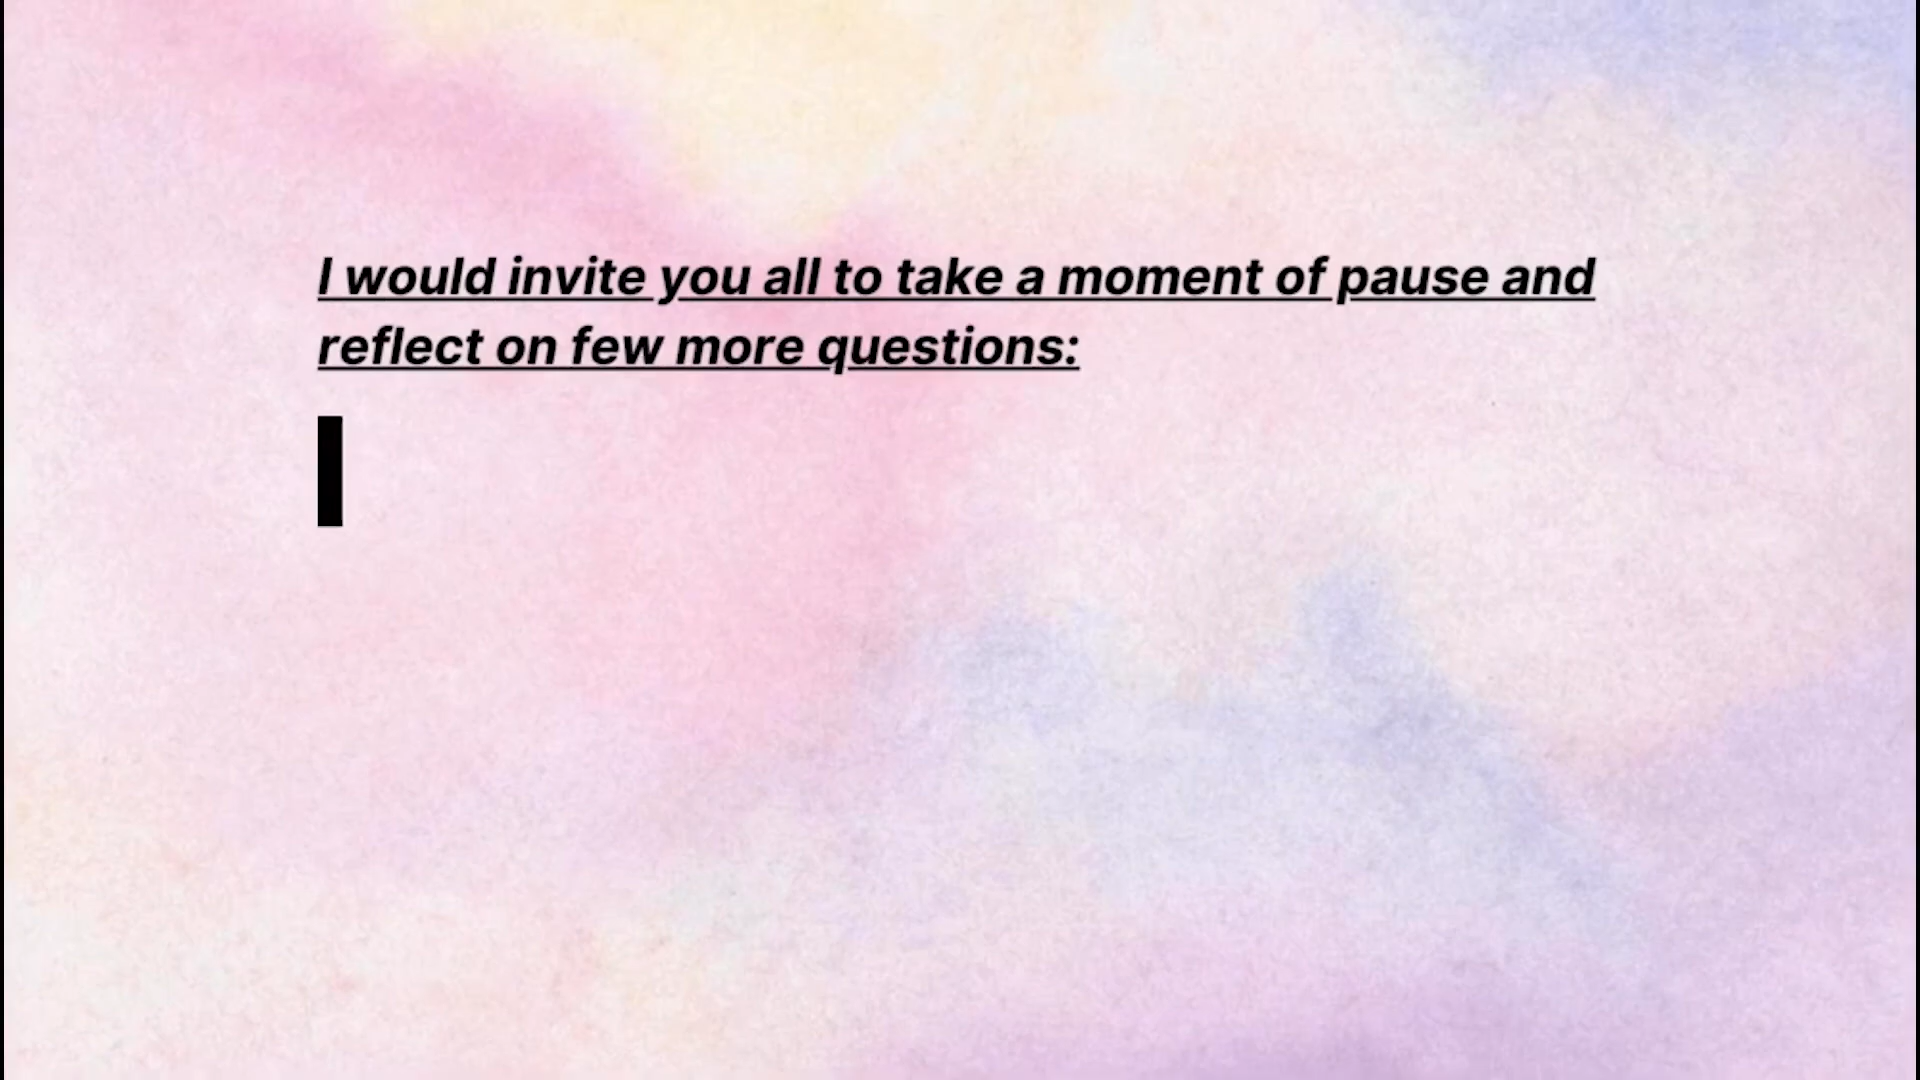 I would invite you all to take a moment of pause and
reflect on few more questions: